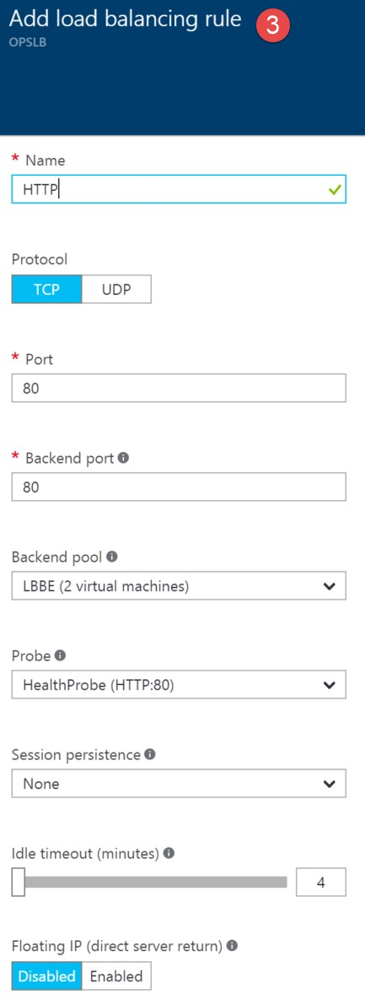 Add load balancing rule 3
OPSLB
* Name
HTTP
Protocol
TCP UDP
* Port
80
* Backend port
80
Backend pool
LBBE (2 virtual machines)
Probe
HealthProbe (HTTP:80)
Session persistence
None
Idle timeout (minutes)
4
Floating IP (direct server return)
Disabled Enabled